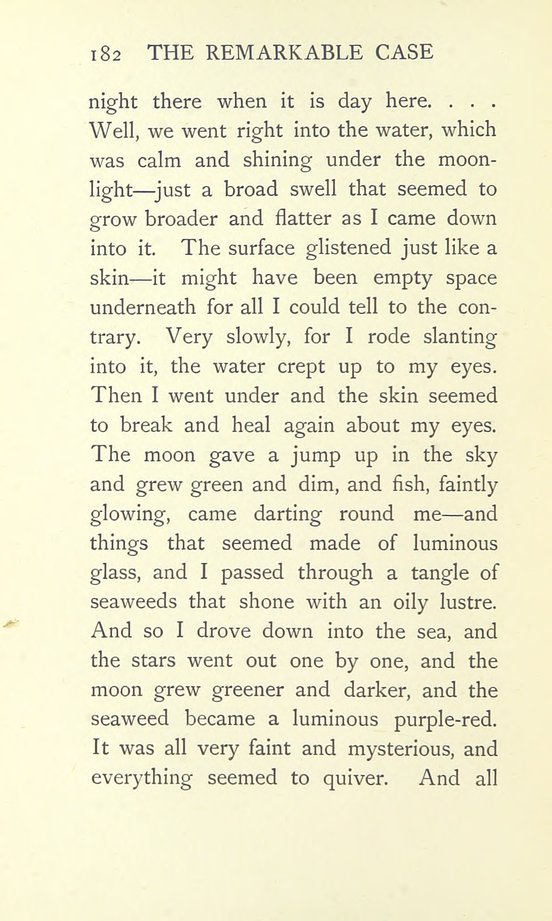 182 THE REMARKABLE CASE
night there when it is day here. . . .
Well, we went right into the water, which
was calm and shining under the moon-
light—just a broad swell that seemed to
grow broader and flatter as I came down
into it. The surface glistened just like a
skin—it might have been empty space
underneath for all I could tell to the con-
trary. Very slowly, for I rode slanting
into it, the water crept up to my eyes.
Then I went under and the skin seemed
to break and heal again about my eyes.
The moon gave a jump up in the sky
and grew green and dim, and fish, faintly
glowing, came darting round me—and
things that seemed made of luminous
glass, and I passed through a tangle of
seaweeds that shone with an oily lustre.
And so I drove down into the sea, and
the stars went out one by one, and the
moon grew greener and darker, and the
seaweed became a luminous purple-red.
It was all very faint and mysterious, and
everything seemed to quiver. And all